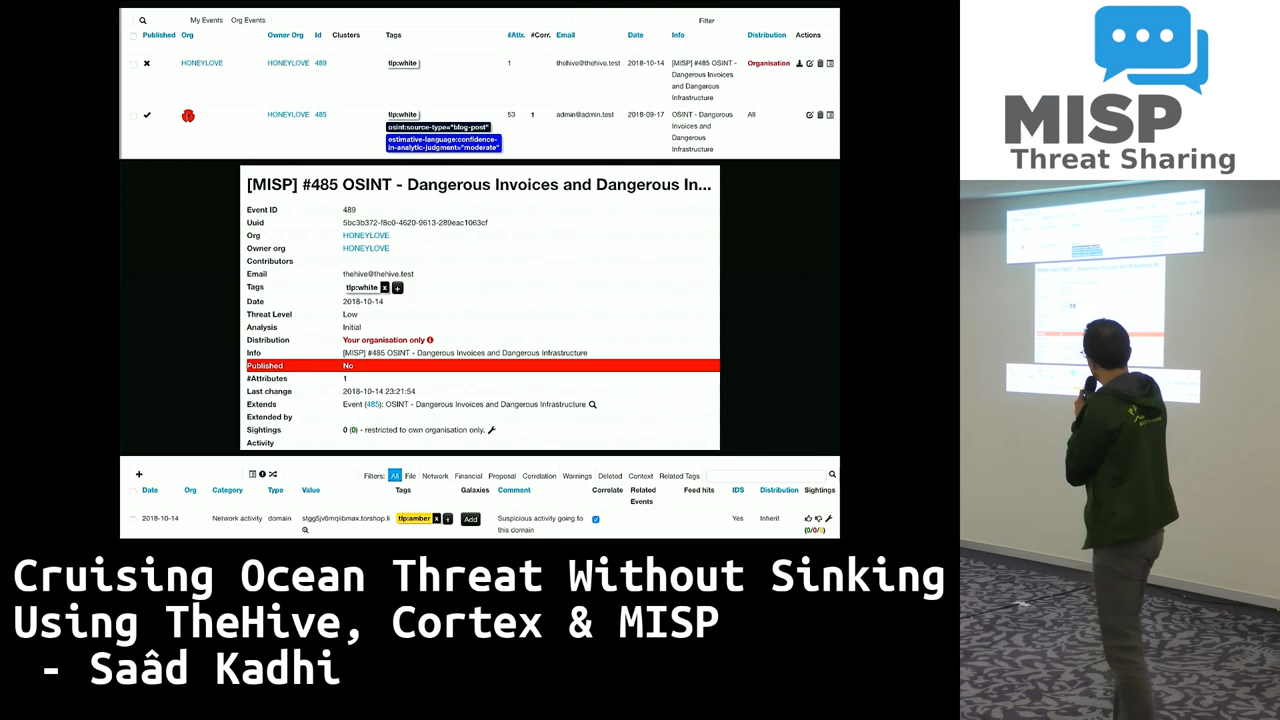 My Events Org Events Filter
Published Org Owner Org Id Clusters Tags #Attr. #Corr. Email Date Info Distribution Actions
HONEYLOVE HONEYLOVE 489 tlp:white 1 thehive@thehive.test 2018-10-14 [MISP] #485 OSINT - Organisation
Dangerous Invoices
and Dangerous
Infrastructure
HONEYLOVE 485 tlp:white 53 1 admin@admin.test 2018-09-17 OSINT - Dangerous All
osint:source-type="blog-post" Invoices and
estimative-language:confidence- Dangerous
in-analytic-judgment="moderate" Infrastructure
[MISP] #485 OSINT - Dangerous Invoices and Dangerous In...
Event ID 489
Uuid 5bc3b372-f8c0-4620-9613-289eac1063cf
Org HONEYLOVE
Owner org HONEYLOVE
Contributors
Email thehive@thehive.test
Tags tlp:white x +
Date 2018-10-14
Threat Level Low
Analysis Initial
Distribution Your organisation only
Info [MISP] #485 OSINT - Dangerous Invoices and Dangerous Infrastructure
Published No
#Attributes 1
Last change 2018-10-14 23:21:54
Extends Event (485): OSINT - Dangerous Invoices and Dangerous Infrastructure
Extended by
Sightings 0 (0) - restricted to own organisation only.
Activity
+ Filters: All File Network Financial Proposal Correlation Warnings Deleted Context Related Tags
Date Org Category Type Value Tags Galaxies Comment Correlate Related Feed hits IDS Distribution Sightings
Events
2018-10-14 Network activity domain tlp:amber x + Add Suspicious activity going to Yes Inherit
this domain (0/0/0)
MISP
Threat Sharing
Cruising Ocean Threat Without Sinking
Using TheHive, Cortex & MISP
- Saâd Kadhi